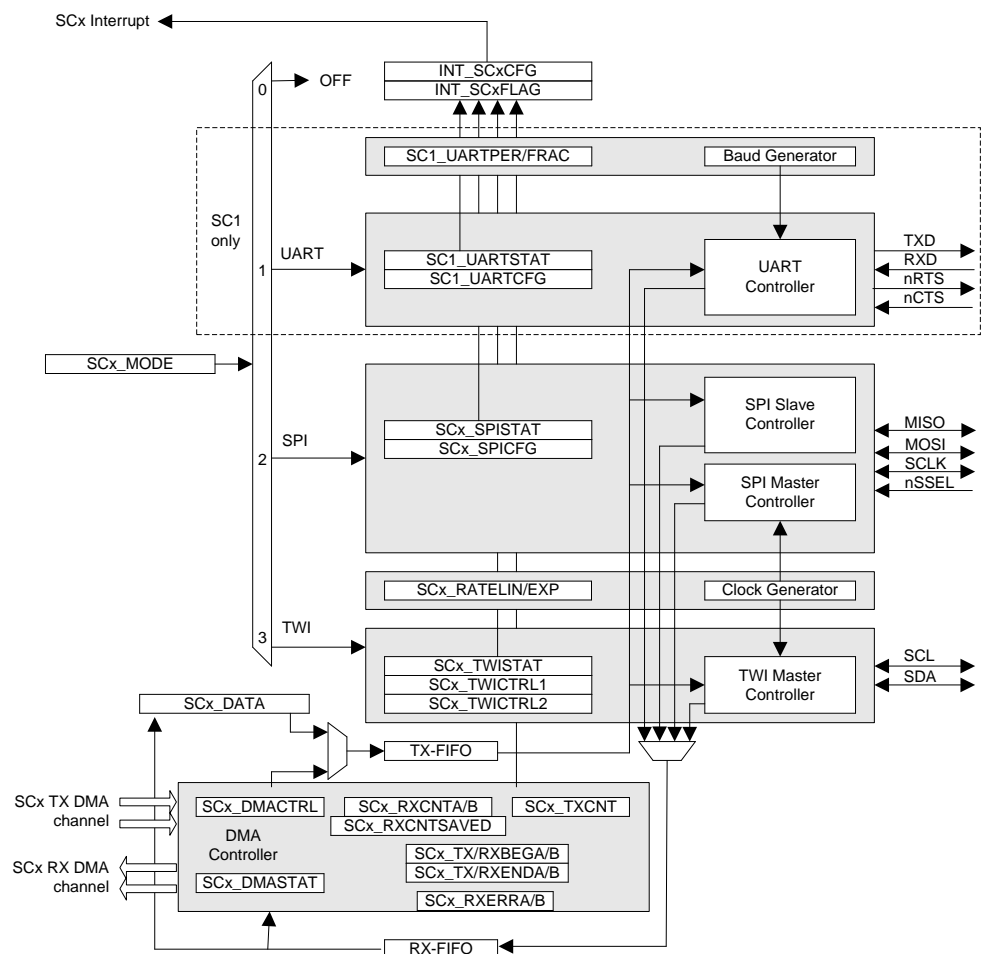 SCx Interrupt
INT_SCxCFG
INT_SCxFLAG
0
OFF
SC1_UARTPER/FRAC
Baud Generator
SC1
only
UART
1
SC1_UARTSTAT
SC1_UARTCFG
UART
Controller
TXD
RXD
nRTS
nCTS
SCx_MODE
SPI
2
SCx_SPISTAT
SCx_SPICFG
SPI Slave
Controller
SPI Master
Controller
MISO
MOSI
SCLK
nSSEL
SCx_RATELIN/EXP
Clock Generator
TWI
3
SCx_TWISTAT
SCx_TWICTRL1
SCx_TWICTRL2
TWI Master
Controller
SCL
SDA
SCx_DATA
TX-FIFO
SCx TX DMA
channel
SCx_DMACTRL
SCx_RXCNTA/B
SCx_RXCNTSAVED
SCx_TXCNT
DMA
Controller
SCx_TX/RXBEGA/B
SCx_TX/RXENDA/B
SCx RX DMA
channel
SCx_DMASTAT
SCx_RXERRA/B
RX-FIFO